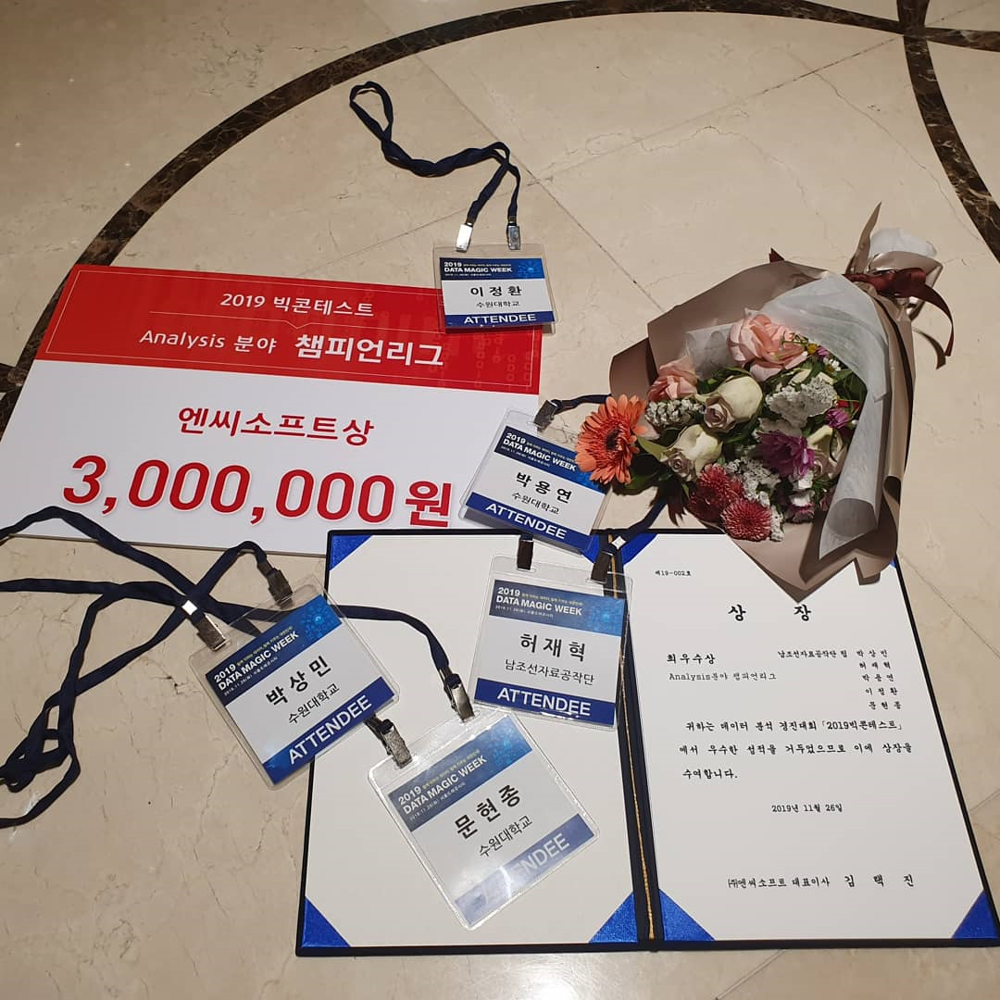 2019 빅콘테스트
Analysis 분야 챔피언리그
엔씨소프트상
3,000,000원
2019
DATA MAGIC WEEK
이정환
수원대학교
ATTENDEE
2019
DATA MAGIC WEEK
박용연
수원대학교
ATTENDEE
2019
DATA MAGIC WEEK
허재혁
남조선자료공작단
ATTENDEE
2019
DATA MAGIC WEEK
박상민
수원대학교
ATTENDEE
2019
DATA MAGIC WEEK
문현종
수원대학교
ATTENDEE
제19-002호
상 장
최우수상 남조선자료공작단 팀 박상민
Analysis분야 챔피언리그 허재혁
박용연
이정환
문현종
귀하는 데이터 분석 경진대회 「2019빅콘테스트」
에서 우수한 성적을 거두었으므로 이에 상장을
수여합니다.
2019년 11월 26일
㈜엔씨소프트 대표이사 김택진